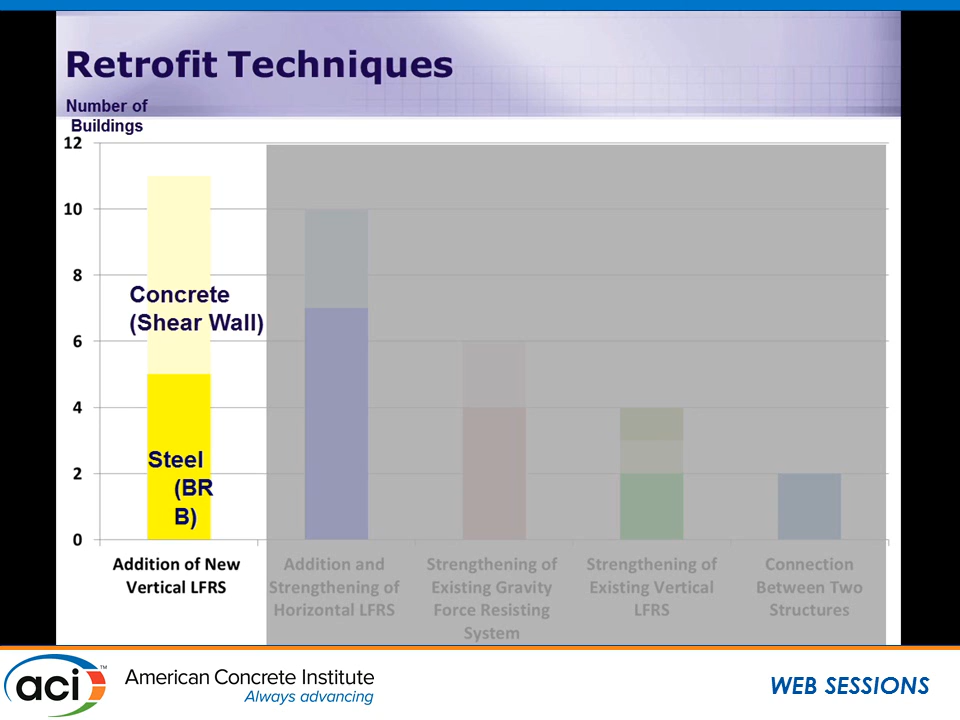 Retrofit Techniques
Number of
Buildings
12
10
8
6
4
2
0
Concrete
(Shear Wall)
Steel
(BR
B)
Addition of New
Vertical LFRS
Addition and
Strengthening of
Horizontal LFRS
Strengthening of
Existing Gravity
Force Resisting
System
Strengthening of
Existing Vertical
LFRS
Connection
Between Two
Structures
aci™
American Concrete Institute
Always advancing
WEB SESSIONS